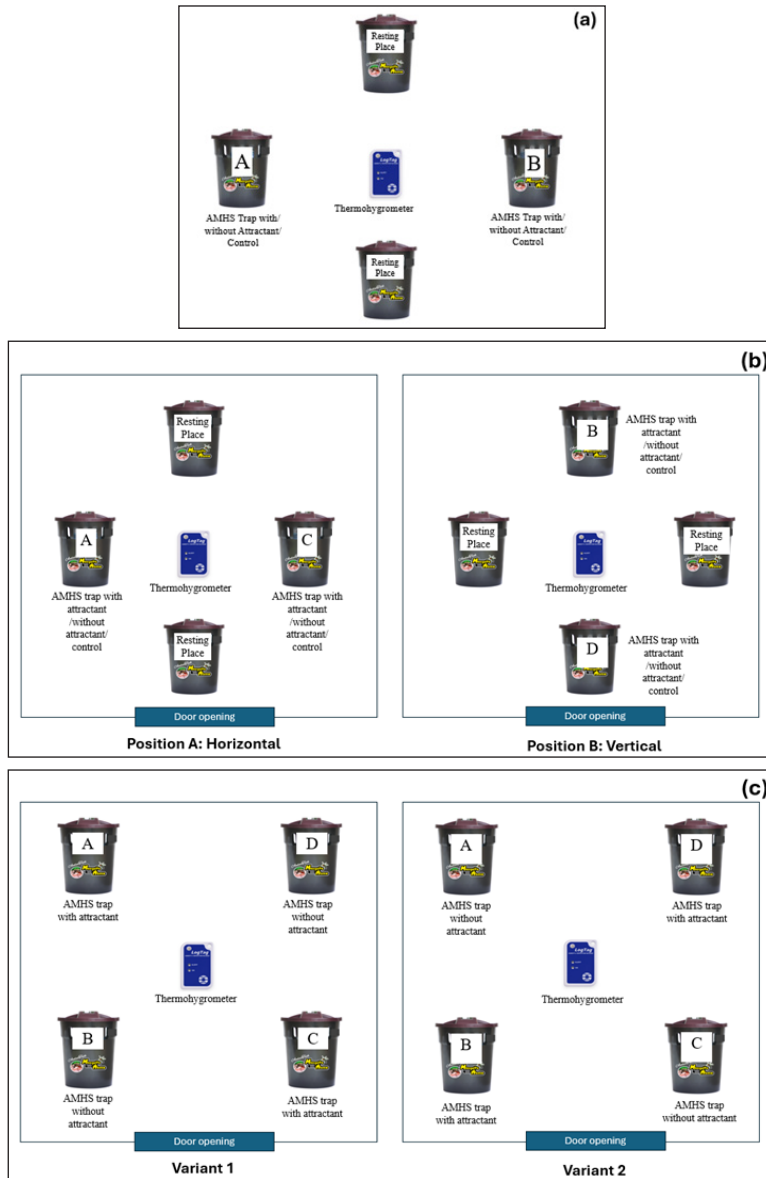 (a)
Resting
Place
A
B
LogTag
Thermohygrometer
AMHS Trap with/
without Attractant/
Control
AMHS Trap with/
without Attractant/
Control
Resting
Place
(b)
Resting
Place
A
C
LogTag
Thermohygrometer
AMHS trap with
attractant
/without
attractant/
control
AMHS trap with
attractant
/without
attractant/
control
Resting
Place
Door opening
Position A: Horizontal
B
AMHS trap with
attractant
/without
attractant/
control
Resting
Place
Resting
Place
LogTag
Thermohygrometer
D
AMHS trap with
attractant
/without
attractant/
control
Door opening
Position B: Vertical
(c)
A
D
AMHS trap
with attractant
AMHS trap
without
attractant
LogTag
Thermohygrometer
B
C
AMHS trap
without
attractant
AMHS trap
with attractant
Door opening
Variant 1
A
D
AMHS trap
without
attractant
AMHS trap
with attractant
LogTag
Thermohygrometer
B
C
AMHS trap
with attractant
AMHS trap
without attractant
Door opening
Variant 2